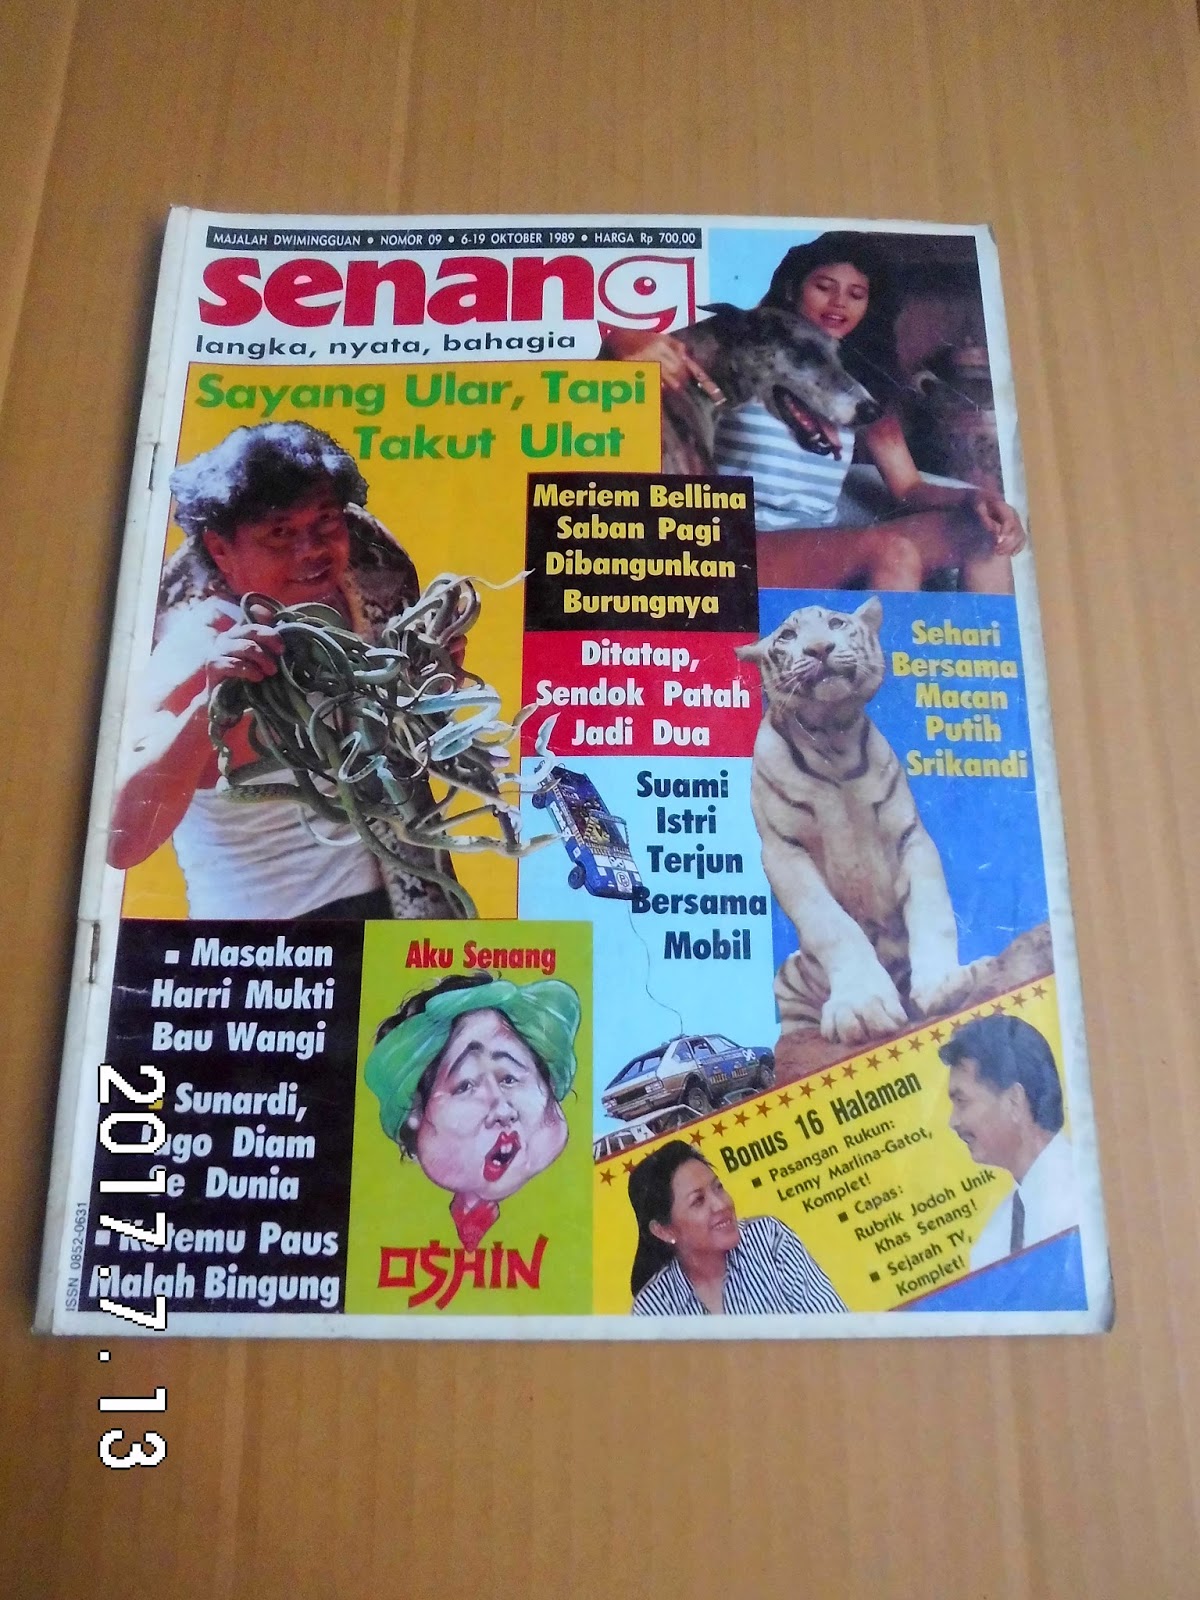 MAJALAH DWIMINGGUAN • NOMOR 09 • 6-19 OKTOBER 1989 • HARGA Rp 700,00
senang
langka, nyata, bahagia
Sayang Ular, Tapi
Takut Ulat
Meriem Bellina
Saban Pagi
Dibangunkan
Burungnya
Ditatap,
Sendok Patah
Jadi Dua
Sehari
Bersama
Macan
Putih
Srikandi
Suami
Istri
Terjun
Bersama
Mobil
▪ Masakan
Harri Mukti
Bau Wangi
Sunardi,
Diam
Dunia
▪ Ketemu Paus
Malah Bingung
Aku Senang
O$HIN
Bonus 16 Halaman
▪ Pasangan Rukun:
Lenny Marlina-Gatot,
Komplet!
▪ Capas:
Rubrik Jodoh Unik
Khas Senang!
▪ Sejarah TV,
Komplet!
ISSN 0852-0631
2017.7.13